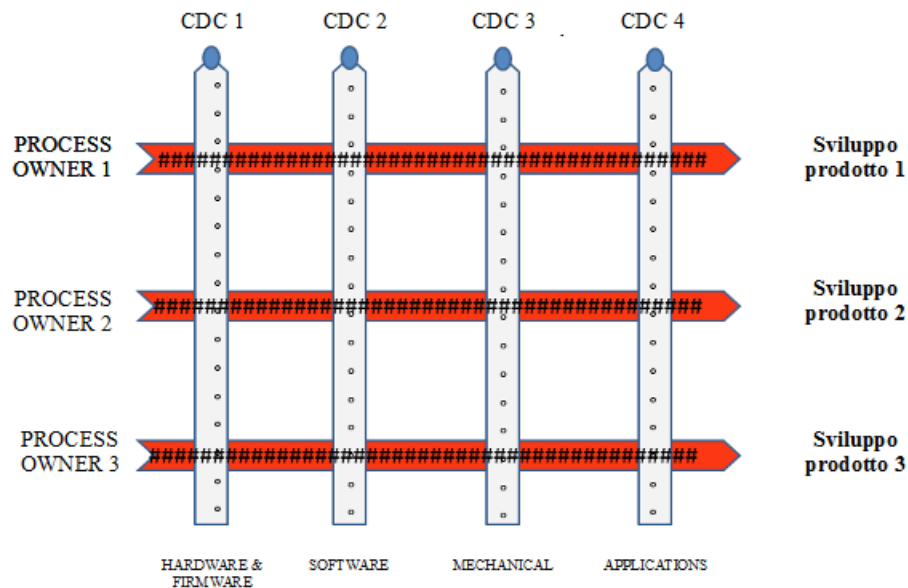 CDC 1 CDC 2 CDC 3 CDC 4
PROCESS
OWNER 1
Sviluppo
prodotto 1
PROCESS
OWNER 2
Sviluppo
prodotto 2
PROCESS
OWNER 3
Sviluppo
prodotto 3
HARDWARE &
FIRMWARE
SOFTWARE
MECHANICAL
APPLICATIONS